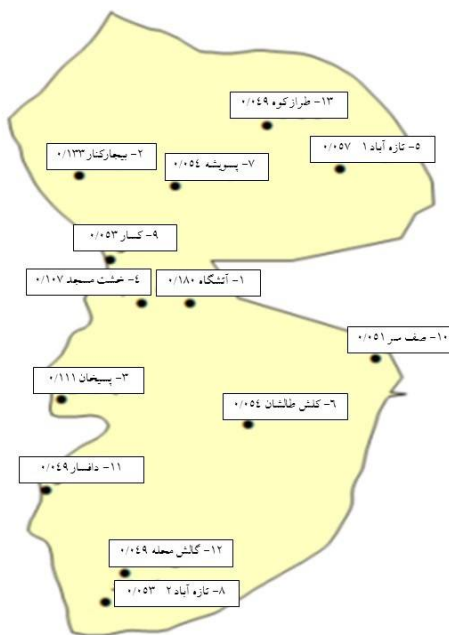 ۱۳- طرازکوه ۰/۰۴۹
۵- تازه آباد ۱ ۰/۰۵۷
۷- پسویشه ۰/۰۵۴
۲- بیجارکنار ۰/۱۳۳
۹- کسار ۰/۰۵۳
۱- آتشگاه ۰/۱۸۰
۴- خشت مسجد ۰/۱۰۷
۱۰- صف سر ۰/۰۵۱
۳- پسیخان ۰/۱۱۱
۶- کلش طالشان ۰/۰۵۴
۱۱- دافسار ۰/۰۴۹
۱۲- گالش محله ۰/۰۴۹
۸- تازه آباد ۲ ۰/۰۵۳